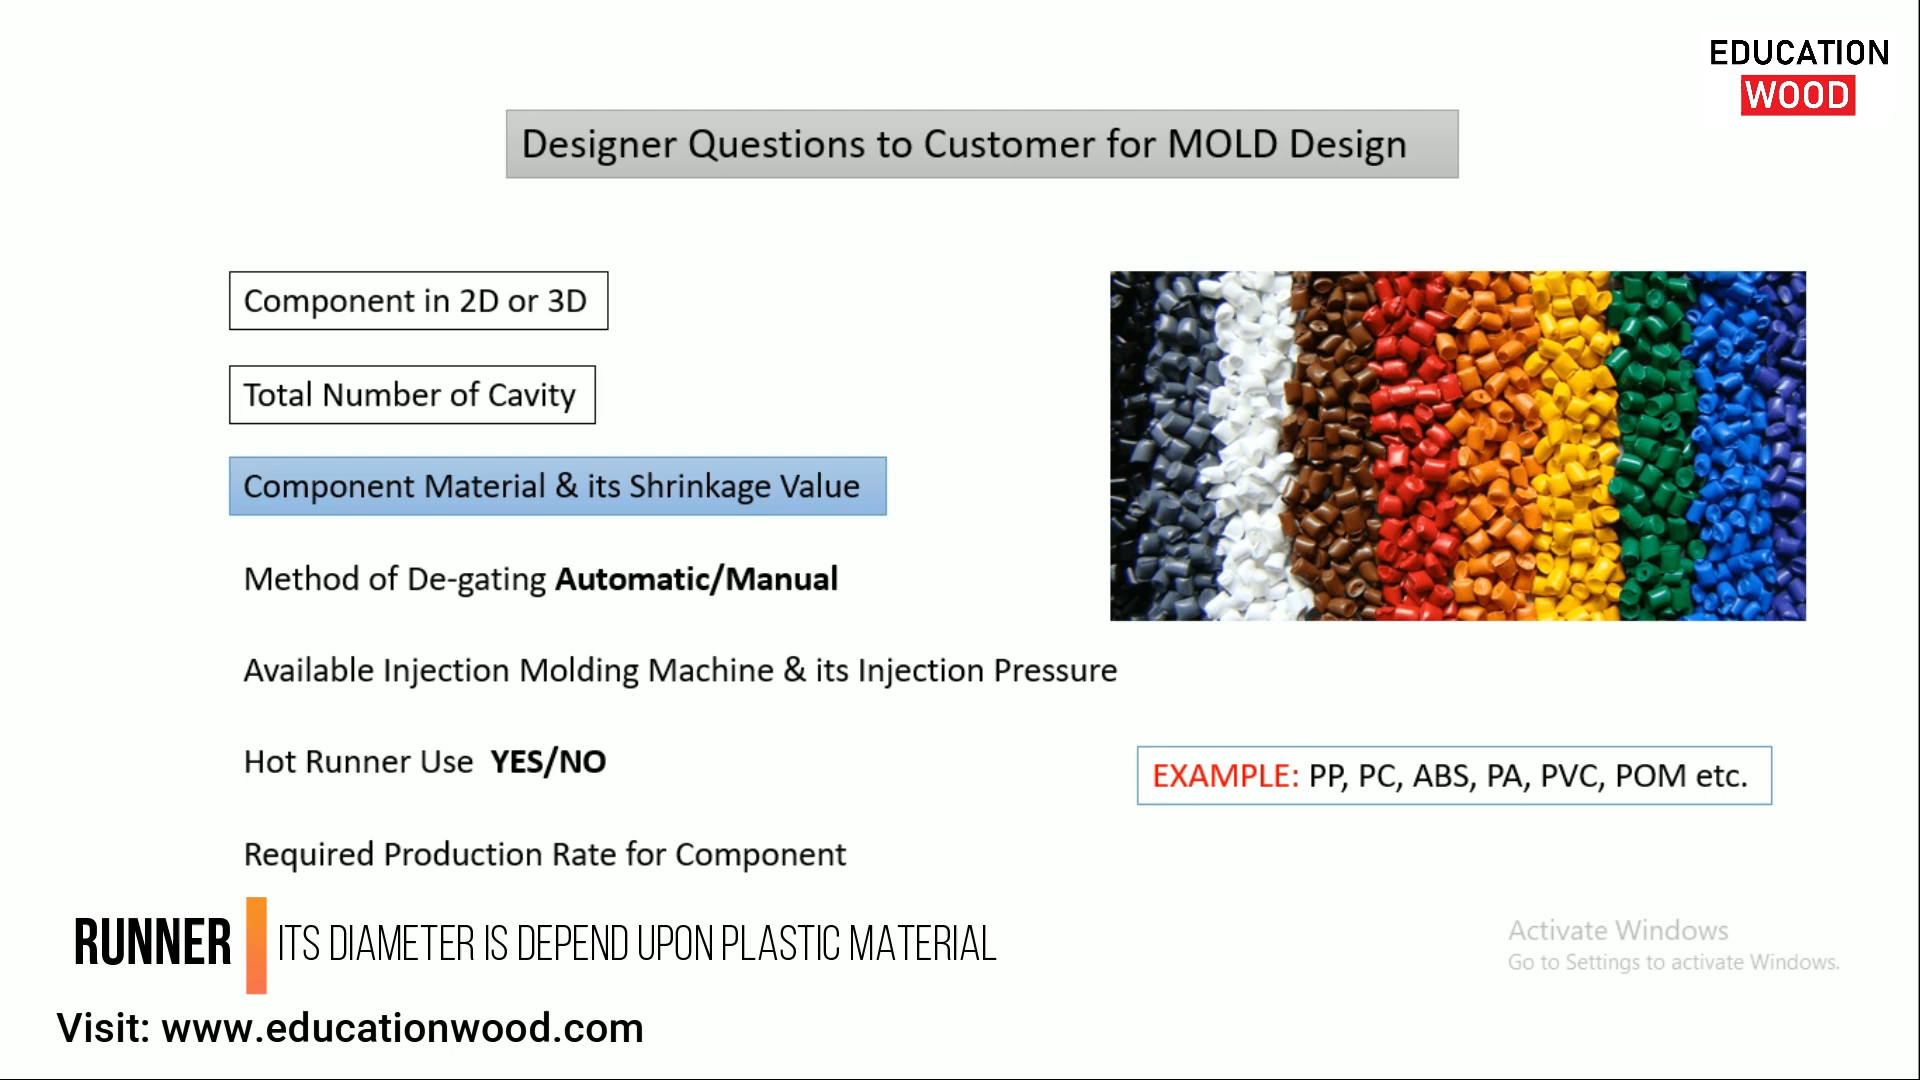 EDUCATION
WOOD
Designer Questions to Customer for MOLD Design
Component in 2D or 3D
Total Number of Cavity
Component Material & its Shrinkage Value
Method of De-gating Automatic/Manual
Available Injection Molding Machine & its Injection Pressure
Hot Runner Use YES/NO
EXAMPLE: PP, PC, ABS, PA, PVC, POM etc.
Required Production Rate for Component
RUNNER ITS DIAMETER IS DEPEND UPON PLASTIC MATERIAL
Activate Windows
Go to Settings to activate Windows.
Visit: www.educationwood.com